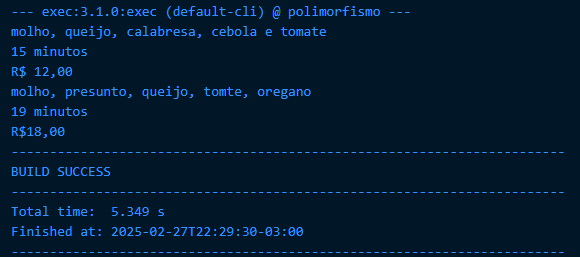 --- exec:3.1.0:exec (default-cli) @ polimorfismo ---
molho, queijo, calabresa, cebola e tomate
15 minutos
R$ 12,00
molho, presunto, queijo, tomte, oregano
19 minutos
R$18,00
------------------------------------------------------------------------
BUILD SUCCESS
------------------------------------------------------------------------
Total time:  5.349 s
Finished at: 2025-02-27T22:29:30-03:00
------------------------------------------------------------------------